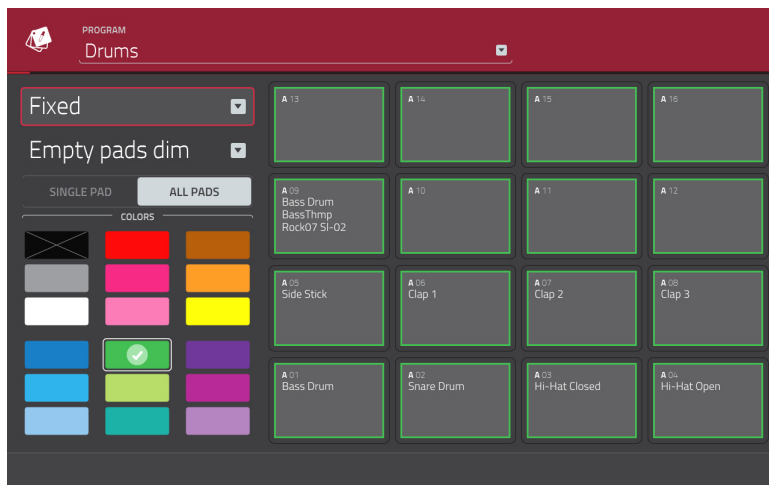 PROGRAM
Drums
Fixed
Empty pads dim
SINGLE PAD
ALL PADS
COLORS
A 13
A 14
A 15
A 16
A 09
Bass Drum
BassThmp
Rock07 Sl-02
A 10
A 11
A 12
A 05
Side Stick
A 06
Clap 1
A 07
Clap 2
A 08
Clap 3
A 01
Bass Drum
A 02
Snare Drum
A 03
Hi-Hat Closed
A 04
Hi-Hat Open